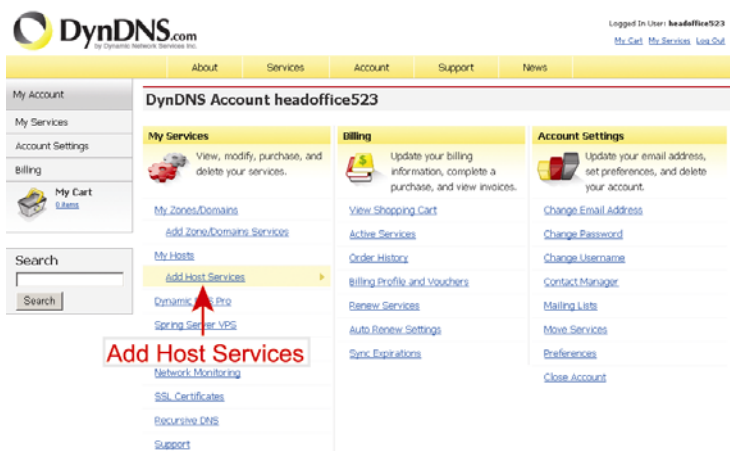 DynDNS.com
by Dynamic Network Services Inc.
Logged In User: headoffice523
My Cart My Services Log Out
About Services Account Support News
My Account
My Services
Account Settings
Billing
My Cart
0 items
Search
Search
DynDNS Account headoffice523
My Services
View, modify, purchase, and
delete your services.
My Zones/Domains
Add Zone/Domains Services
My Hosts
Add Host Services
Dynamic Pro
Spring Server VPS
Add Host Services
Network Monitoring
SSL Certificates
Recursive DNS
Support
Billing
Update your billing
information, complete a
purchase, and view invoices.
View Shopping Cart
Active Services
Order History
Billing Profile and Vouchers
Renew Services
Auto Renew Settings
Sync Expirations
Account Settings
Update your email address,
set preferences, and delete
your account.
Change Email Address
Change Password
Change Username
Contact Manager
Mailing Lists
Move Services
Preferences
Close Account